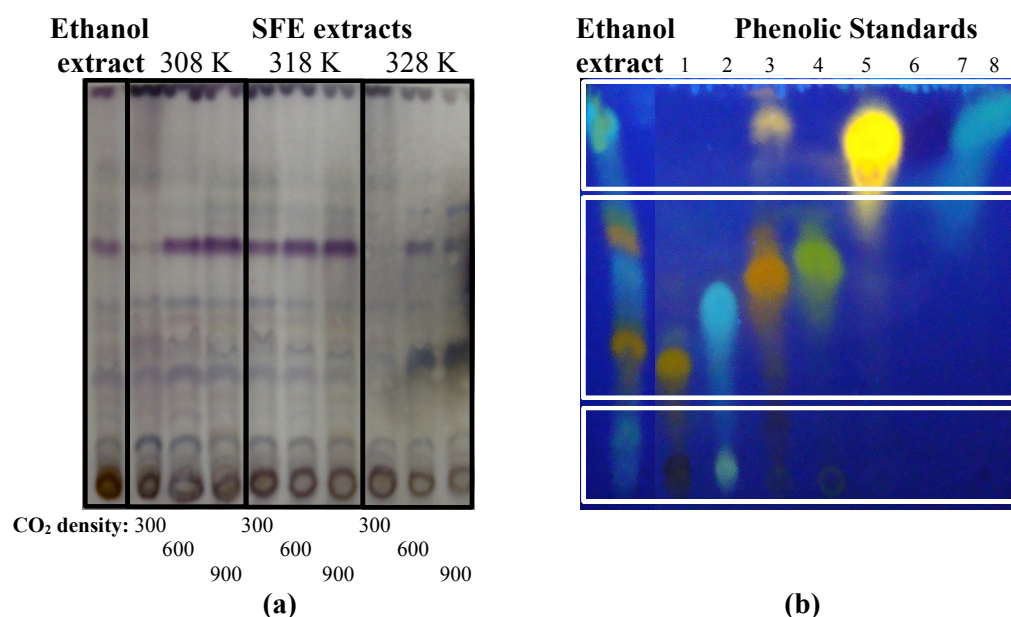 Ethanol extract
SFE extracts
308 K 318 K 328 K
CO₂ density: 300 600 900 300 600 900 300 600 900
(a)
Ethanol extract
Phenolic Standards
1 2 3 4 5 6 7 8
(b)